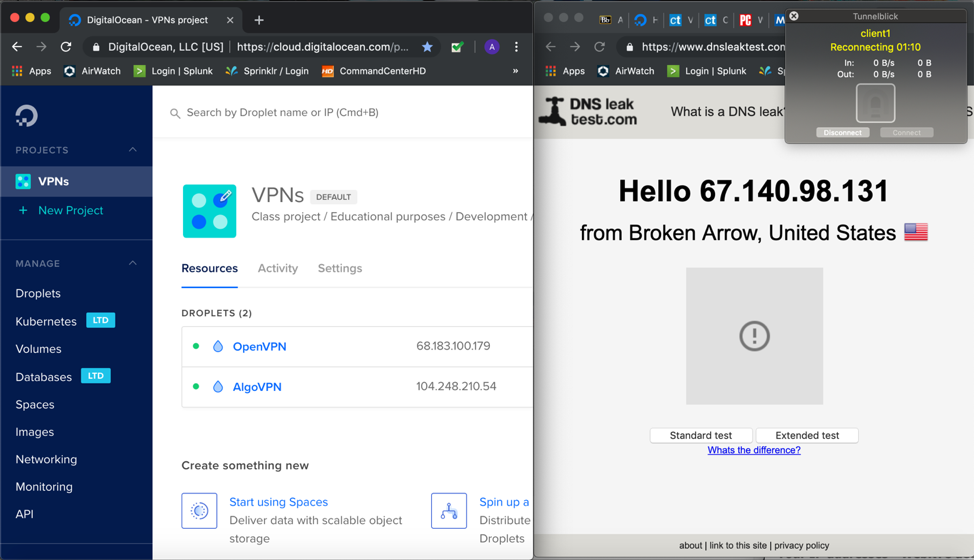 DigitalOcean - VPNs project
DigitalOcean, LLC [US] | https://cloud.digitalocean.com/p...
A
Apps AirWatch Login | Splunk Sprinklr / Login CommandCenterHD »
PROJECTS
VPNs
+ New Project
MANAGE
Droplets
Kubernetes LTD
Volumes
Databases LTD
Spaces
Images
Networking
Monitoring
API
Search by Droplet name or IP (Cmd+B)
VPNs DEFAULT
Class project / Educational purposes / Development /
Resources Activity Settings
DROPLETS (2)
OpenVPN 68.183.100.179
AlgoVPN 104.248.210.54
Create something new
Start using Spaces
Deliver data with scalable object
storage
Spin up a
Distribute
Droplets
https://www.dnsleaktest.com
Apps AirWatch Login | Splunk
DNS leak
test.com
What is a DNS leak?
Tunnelblick
client1
Reconnecting 01:10
In: 0 B/s 0 B
Out: 0 B/s 0 B
Disconnect Connect
Hello 67.140.98.131
from Broken Arrow, United States
Standard test Extended test
Whats the difference?
about | link to this site | privacy policy